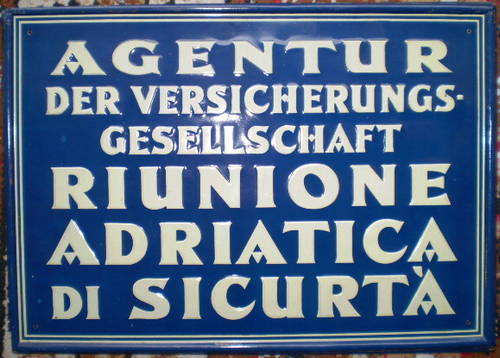 AGENTUR
DER VERSICHERUNGS-
GESELLSCHAFT
RIUNIONE
ADRIATICA
DI SICURTÀ